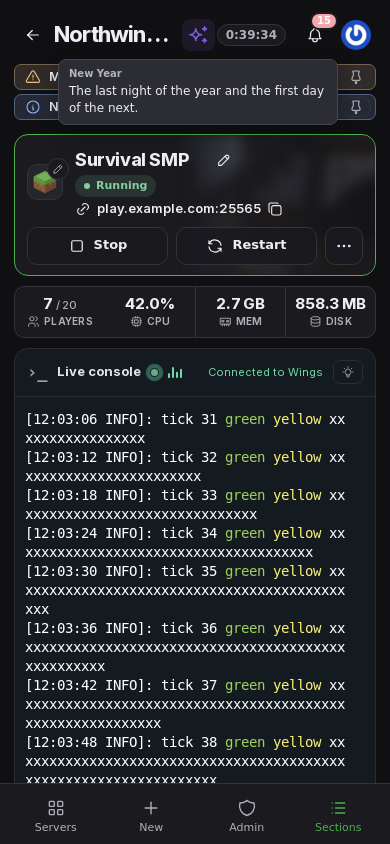 Northwin…
0:39:34
15
New Year
The last night of the year and the first day
of the next.
Survival SMP
Running
play.example.com:25565
Stop
Restart
7 / 20
PLAYERS
42.0%
CPU
2.7 GB
MEM
858.3 MB
DISK
Live console
Connected to Wings
[12:03:06 INFO]: tick 31 green yellow xx
xxxxxxxxxxxxxxx
[12:03:12 INFO]: tick 32 green yellow xx
xxxxxxxxxxxxxxxxxxxxxx
[12:03:18 INFO]: tick 33 green yellow xx
xxxxxxxxxxxxxxxxxxxxxxxxxxxxx
[12:03:24 INFO]: tick 34 green yellow xx
xxxxxxxxxxxxxxxxxxxxxxxxxxxxxxxxxxxx
[12:03:30 INFO]: tick 35 green yellow xx
xxxxxxxxxxxxxxxxxxxxxxxxxxxxxxxxxxxxxxxx
xxx
[12:03:36 INFO]: tick 36 green yellow xx
xxxxxxxxxxxxxxxxxxxxxxxxxxxxxxxxxxxxxxxx
xxxxxxxxxx
[12:03:42 INFO]: tick 37 green yellow xx
xxxxxxxxxxxxxxxxxxxxxxxxxxxxxxxxxxxxxxxx
xxxxxxxxxxxxxxxxx
[12:03:48 INFO]: tick 38 green yellow xx
xxxxxxxxxxxxxxxxxxxxxxxxxxxxxxxxxxxxxxxx
xxxxxxxxxxxxxxxxxxxxxxxx
Servers
New
Admin
Sections